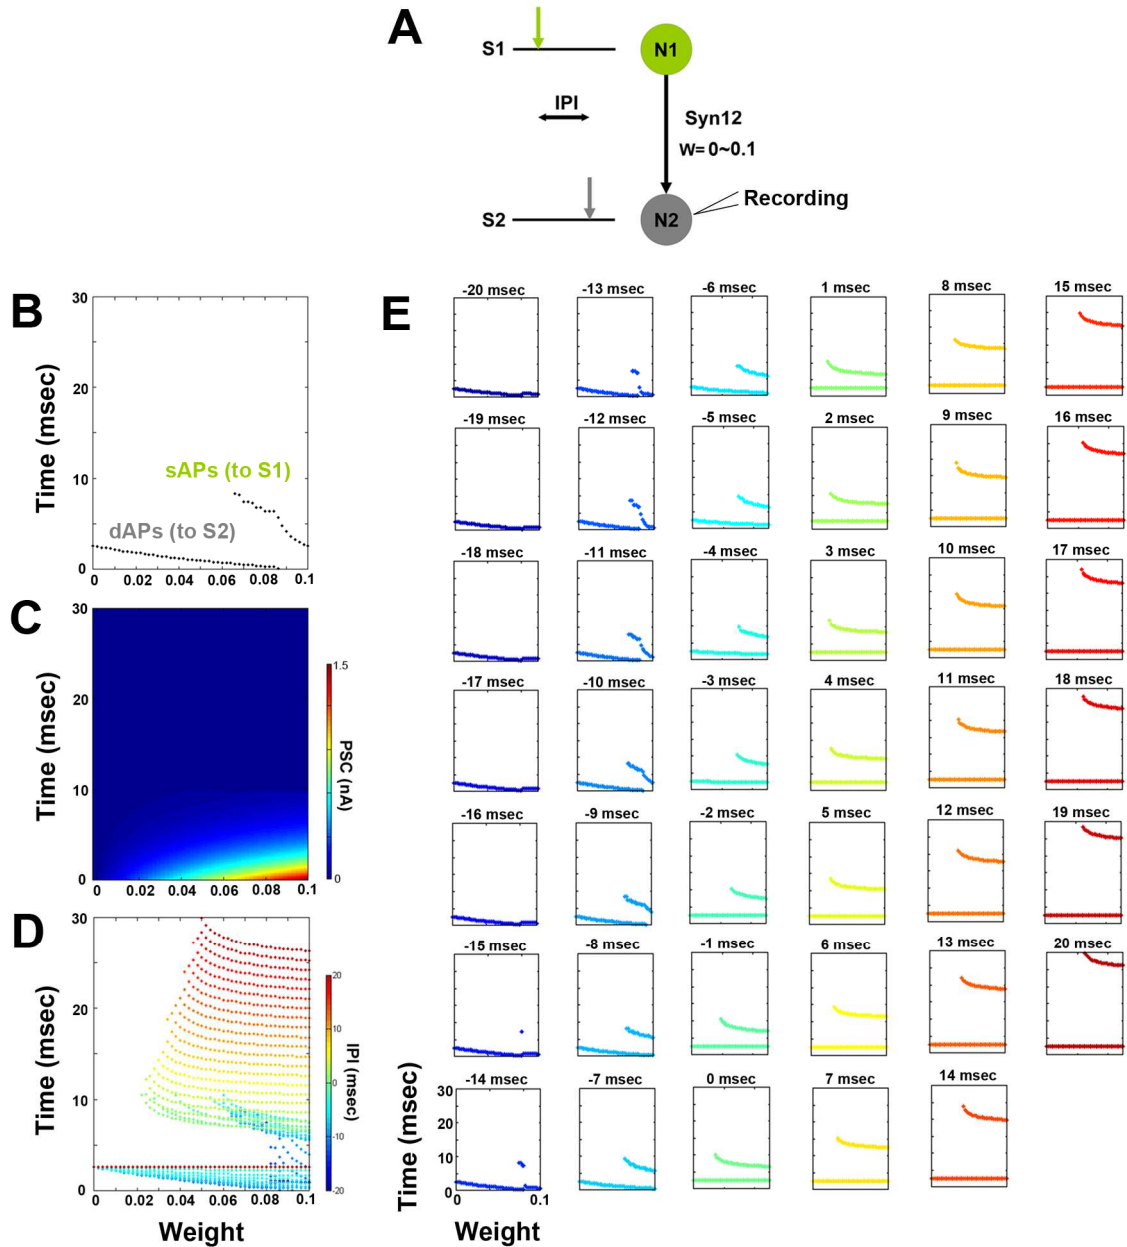 A
S1
N1
IPI
Syn12
W= 0~0.1
S2
N2
Recording
B
30
20
10
0
Time (msec)
sAPs (to S1)
dAPs (to S2)
0 0.02 0.04 0.06 0.08 0.1
C
30
20
10
0
Time (msec)
0 0.02 0.04 0.06 0.08 0.1
1.5
PSC (nA)
0
D
30
20
10
0
Time (msec)
0 0.02 0.04 0.06 0.08 0.1
Weight
20
10
0
-10
-20
IPI (msec)
E
-20 msec -13 msec -6 msec 1 msec 8 msec 15 msec
-19 msec -12 msec -5 msec 2 msec 9 msec 16 msec
-18 msec -11 msec -4 msec 3 msec 10 msec 17 msec
-17 msec -10 msec -3 msec 4 msec 11 msec 18 msec
-16 msec -9 msec -2 msec 5 msec 12 msec 19 msec
-15 msec -8 msec -1 msec 6 msec 13 msec 20 msec
-14 msec -7 msec 0 msec 7 msec 14 msec
Time (msec)
30
20
10
0
0 0.1
Weight